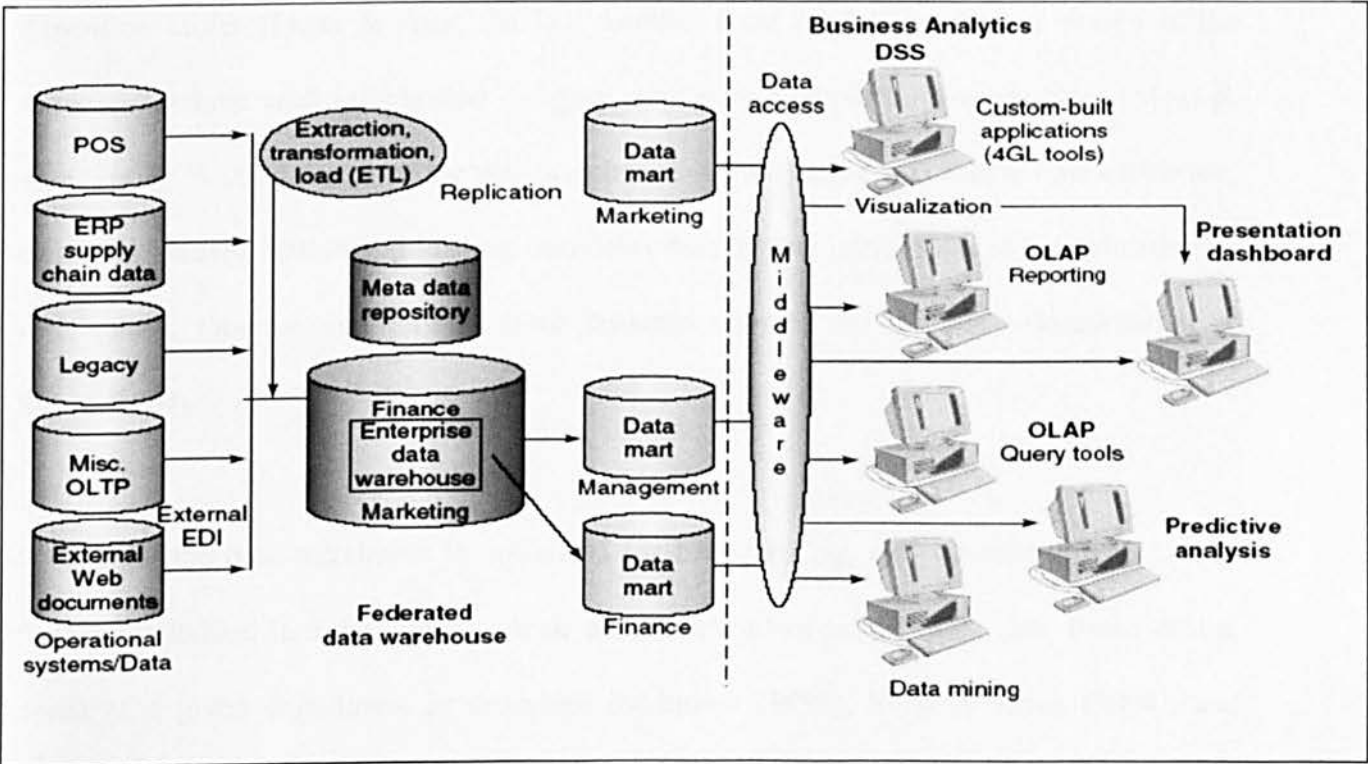 POS
ERP
supply
chain data
Legacy
Misc.
OLTP
External
EDI
External
Web
documents
Operational
systems/Data
Extraction,
transformation,
load (ETL)
Replication
Meta data
repository
Finance
Enterprise
data
warehouse
Marketing
Federated
data warehouse
Data
mart
Marketing
Data
mart
Management
Data
mart
Finance
Data
access
Middleware
Business Analytics
DSS
Custom-built
applications
(4GL tools)
Visualization
OLAP
Reporting
Presentation
dashboard
OLAP
Query tools
Predictive
analysis
Data mining